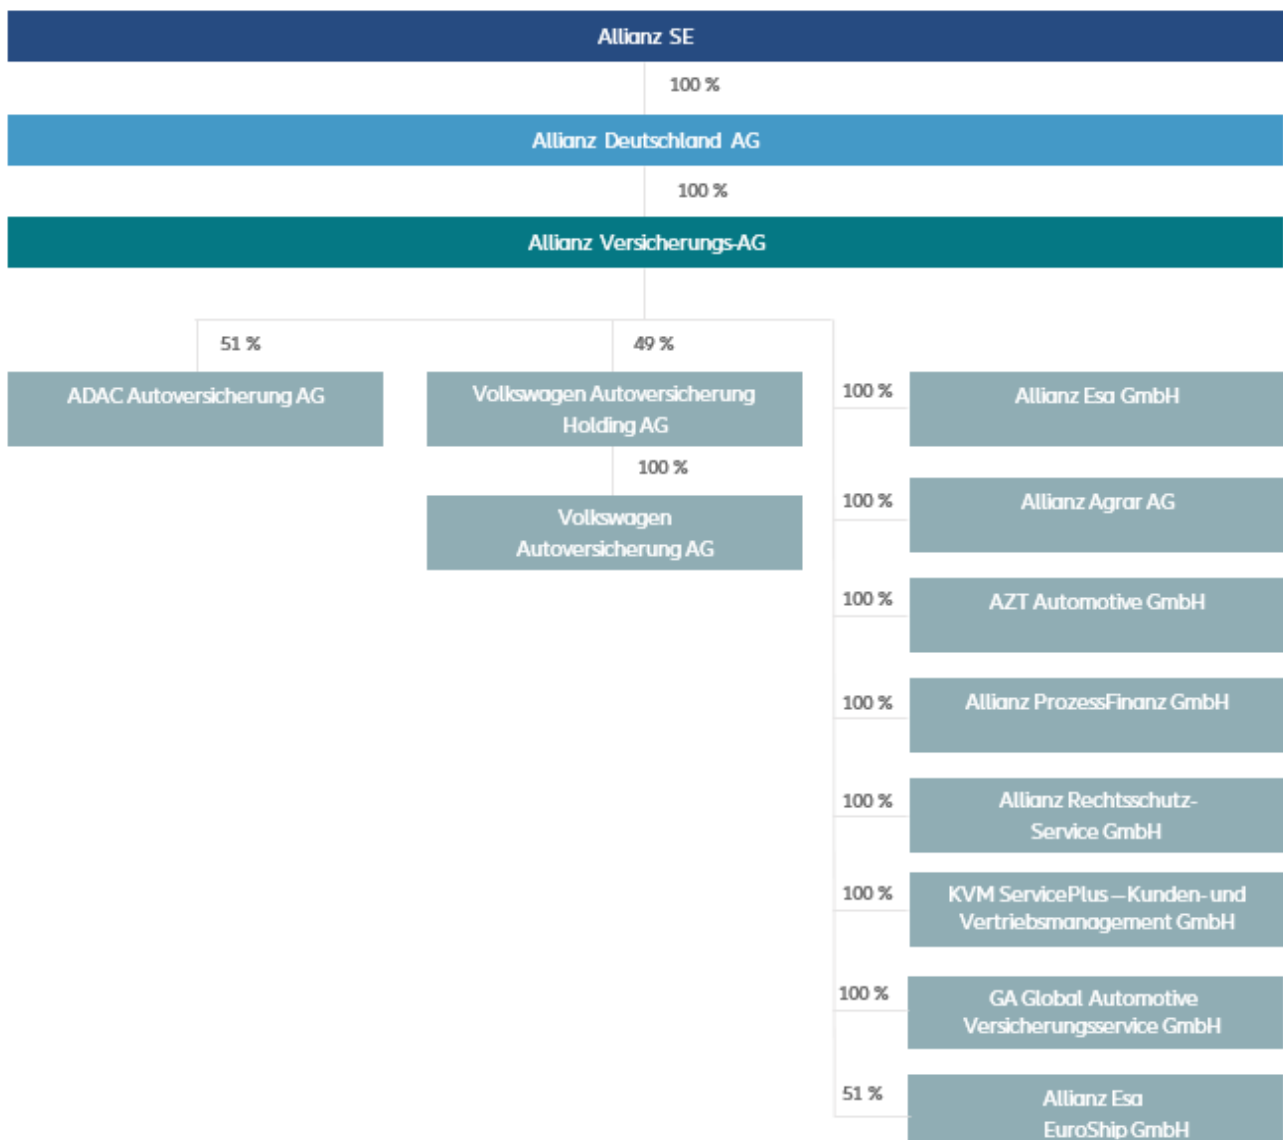 Allianz SE
100 %
Allianz Deutschland AG
100 %
Allianz Versicherungs-AG
51 %
49 %
ADAC Autoversicherung AG
Volkswagen Autoversicherung
Holding AG
100 %
Volkswagen
Autoversicherung AG
100 %
Allianz Esa GmbH
100 %
Allianz Agrar AG
100 %
AZT Automotive GmbH
100 %
Allianz ProzessFinanz GmbH
100 %
Allianz Rechtsschutz-
Service GmbH
100 %
KVM ServicePlus – Kunden- und
Vertriebsmanagement GmbH
100 %
GA Global Automotive
Versicherungsservice GmbH
51 %
Allianz Esa
EuroShip GmbH